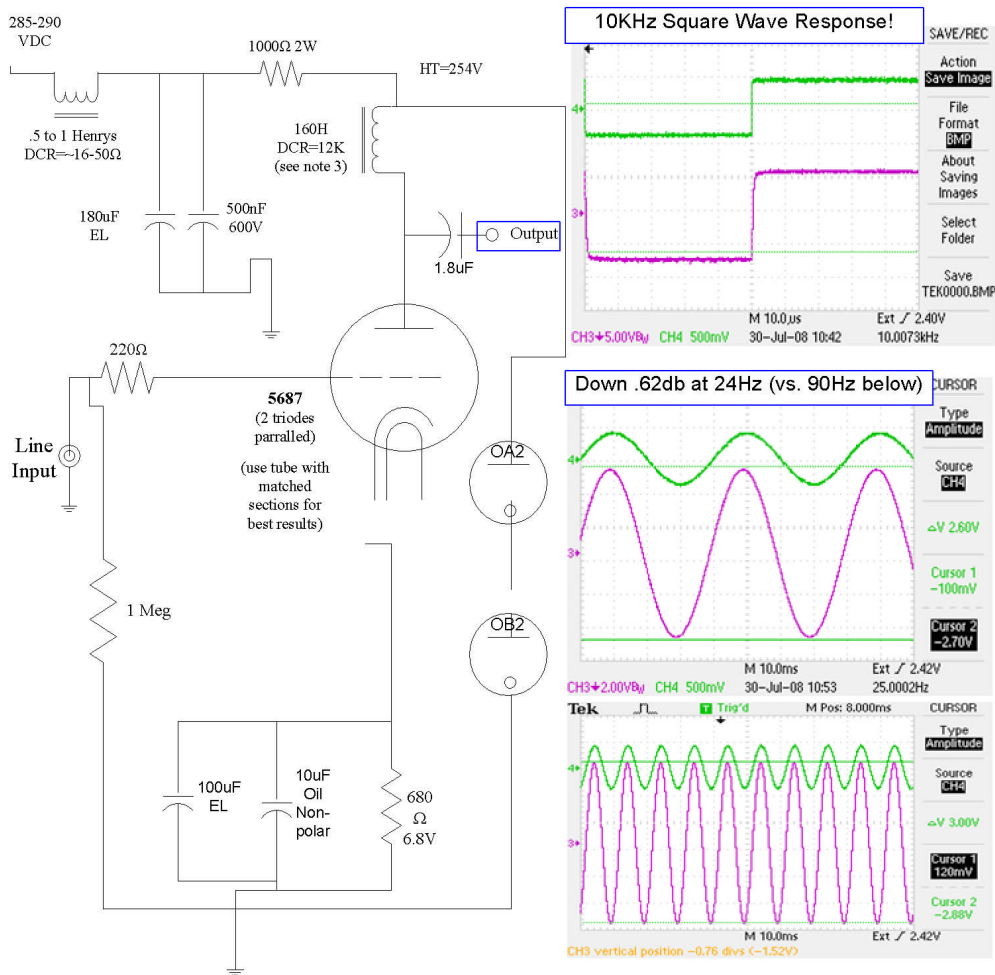 285-290
VDC
.5 to 1 Henrys
DCR=~16-50Ω
1000Ω 2W
HT=254V
160H
DCR=12K
(see note 3)
180uF
EL
500nF
600V
Output
1.8uF
220Ω
Line
Input
5687
(2 triodes
parralled)
(use tube with
matched
sections for
best results)
OA2
OB2
1 Meg
100uF
EL
10uF
Oil
Non-
polar
680
Ω
6.8V
10KHz Square Wave Response!
SAVE/REC
Action
Save Image
File
Format
BMP
About
Saving
Images
Select
Folder
Save
TEK0000.BMP
4
3
M 10.0µs
Ext ∕ 2.40V
CH3 5.00VBw CH4 500mV
30-Jul-08 10:42
10.0073kHz
Down .62db at 24Hz (vs. 90Hz below)
CURSOR
Type
Amplitude
Source
CH4
△V 2.60V
Cursor 1
-100mV
Cursor 2
-2.70V
4
3
M 10.0ms
Ext ∕ 2.42V
CH3 2.00VBw CH4 500mV
30-Jul-08 10:53
25.0002Hz
Tek
T Trig'd
M Pos: 8.000ms
CURSOR
Type
Amplitude
Source
CH4
△V 3.00V
Cursor 1
120mV
Cursor 2
-2.88V
4
3
M 10.0ms
Ext ∕ 2.42V
CH3 vertical position -0.76 divs (-1.52V)